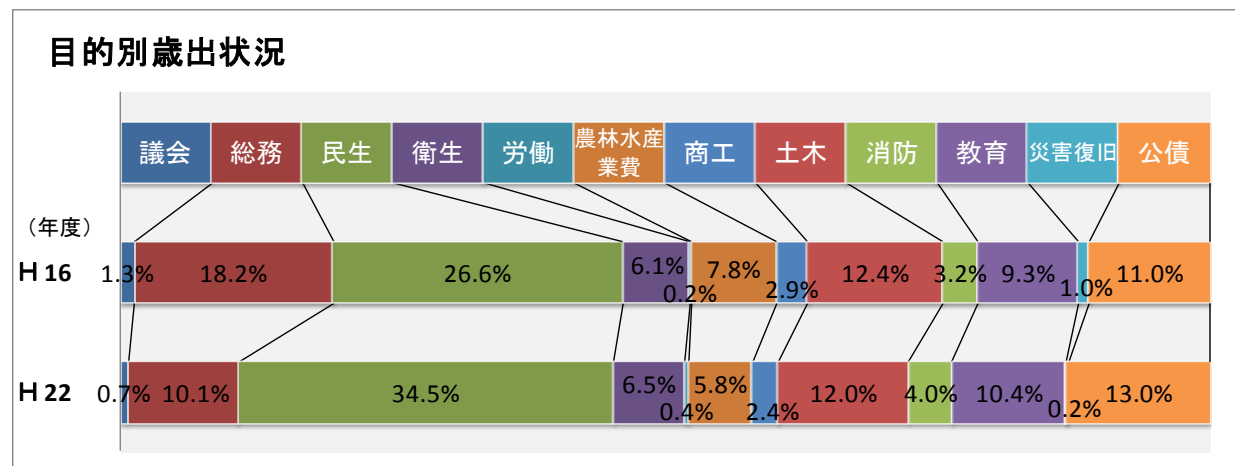 目的別歳出状況
議会 総務 民生 衛生 労働 農林水産 商工 土木 消防 教育 災害復旧 公債
業費
（年度）
Ｈ16 1.3% 18.2% 26.6% 6.1% 0.2% 7.8% 2.9% 12.4% 3.2% 9.3% 1.0% 11.0%
Ｈ22 0.7% 10.1% 34.5% 6.5% 0.4% 5.8% 2.4% 12.0% 4.0% 10.4% 0.2% 13.0%